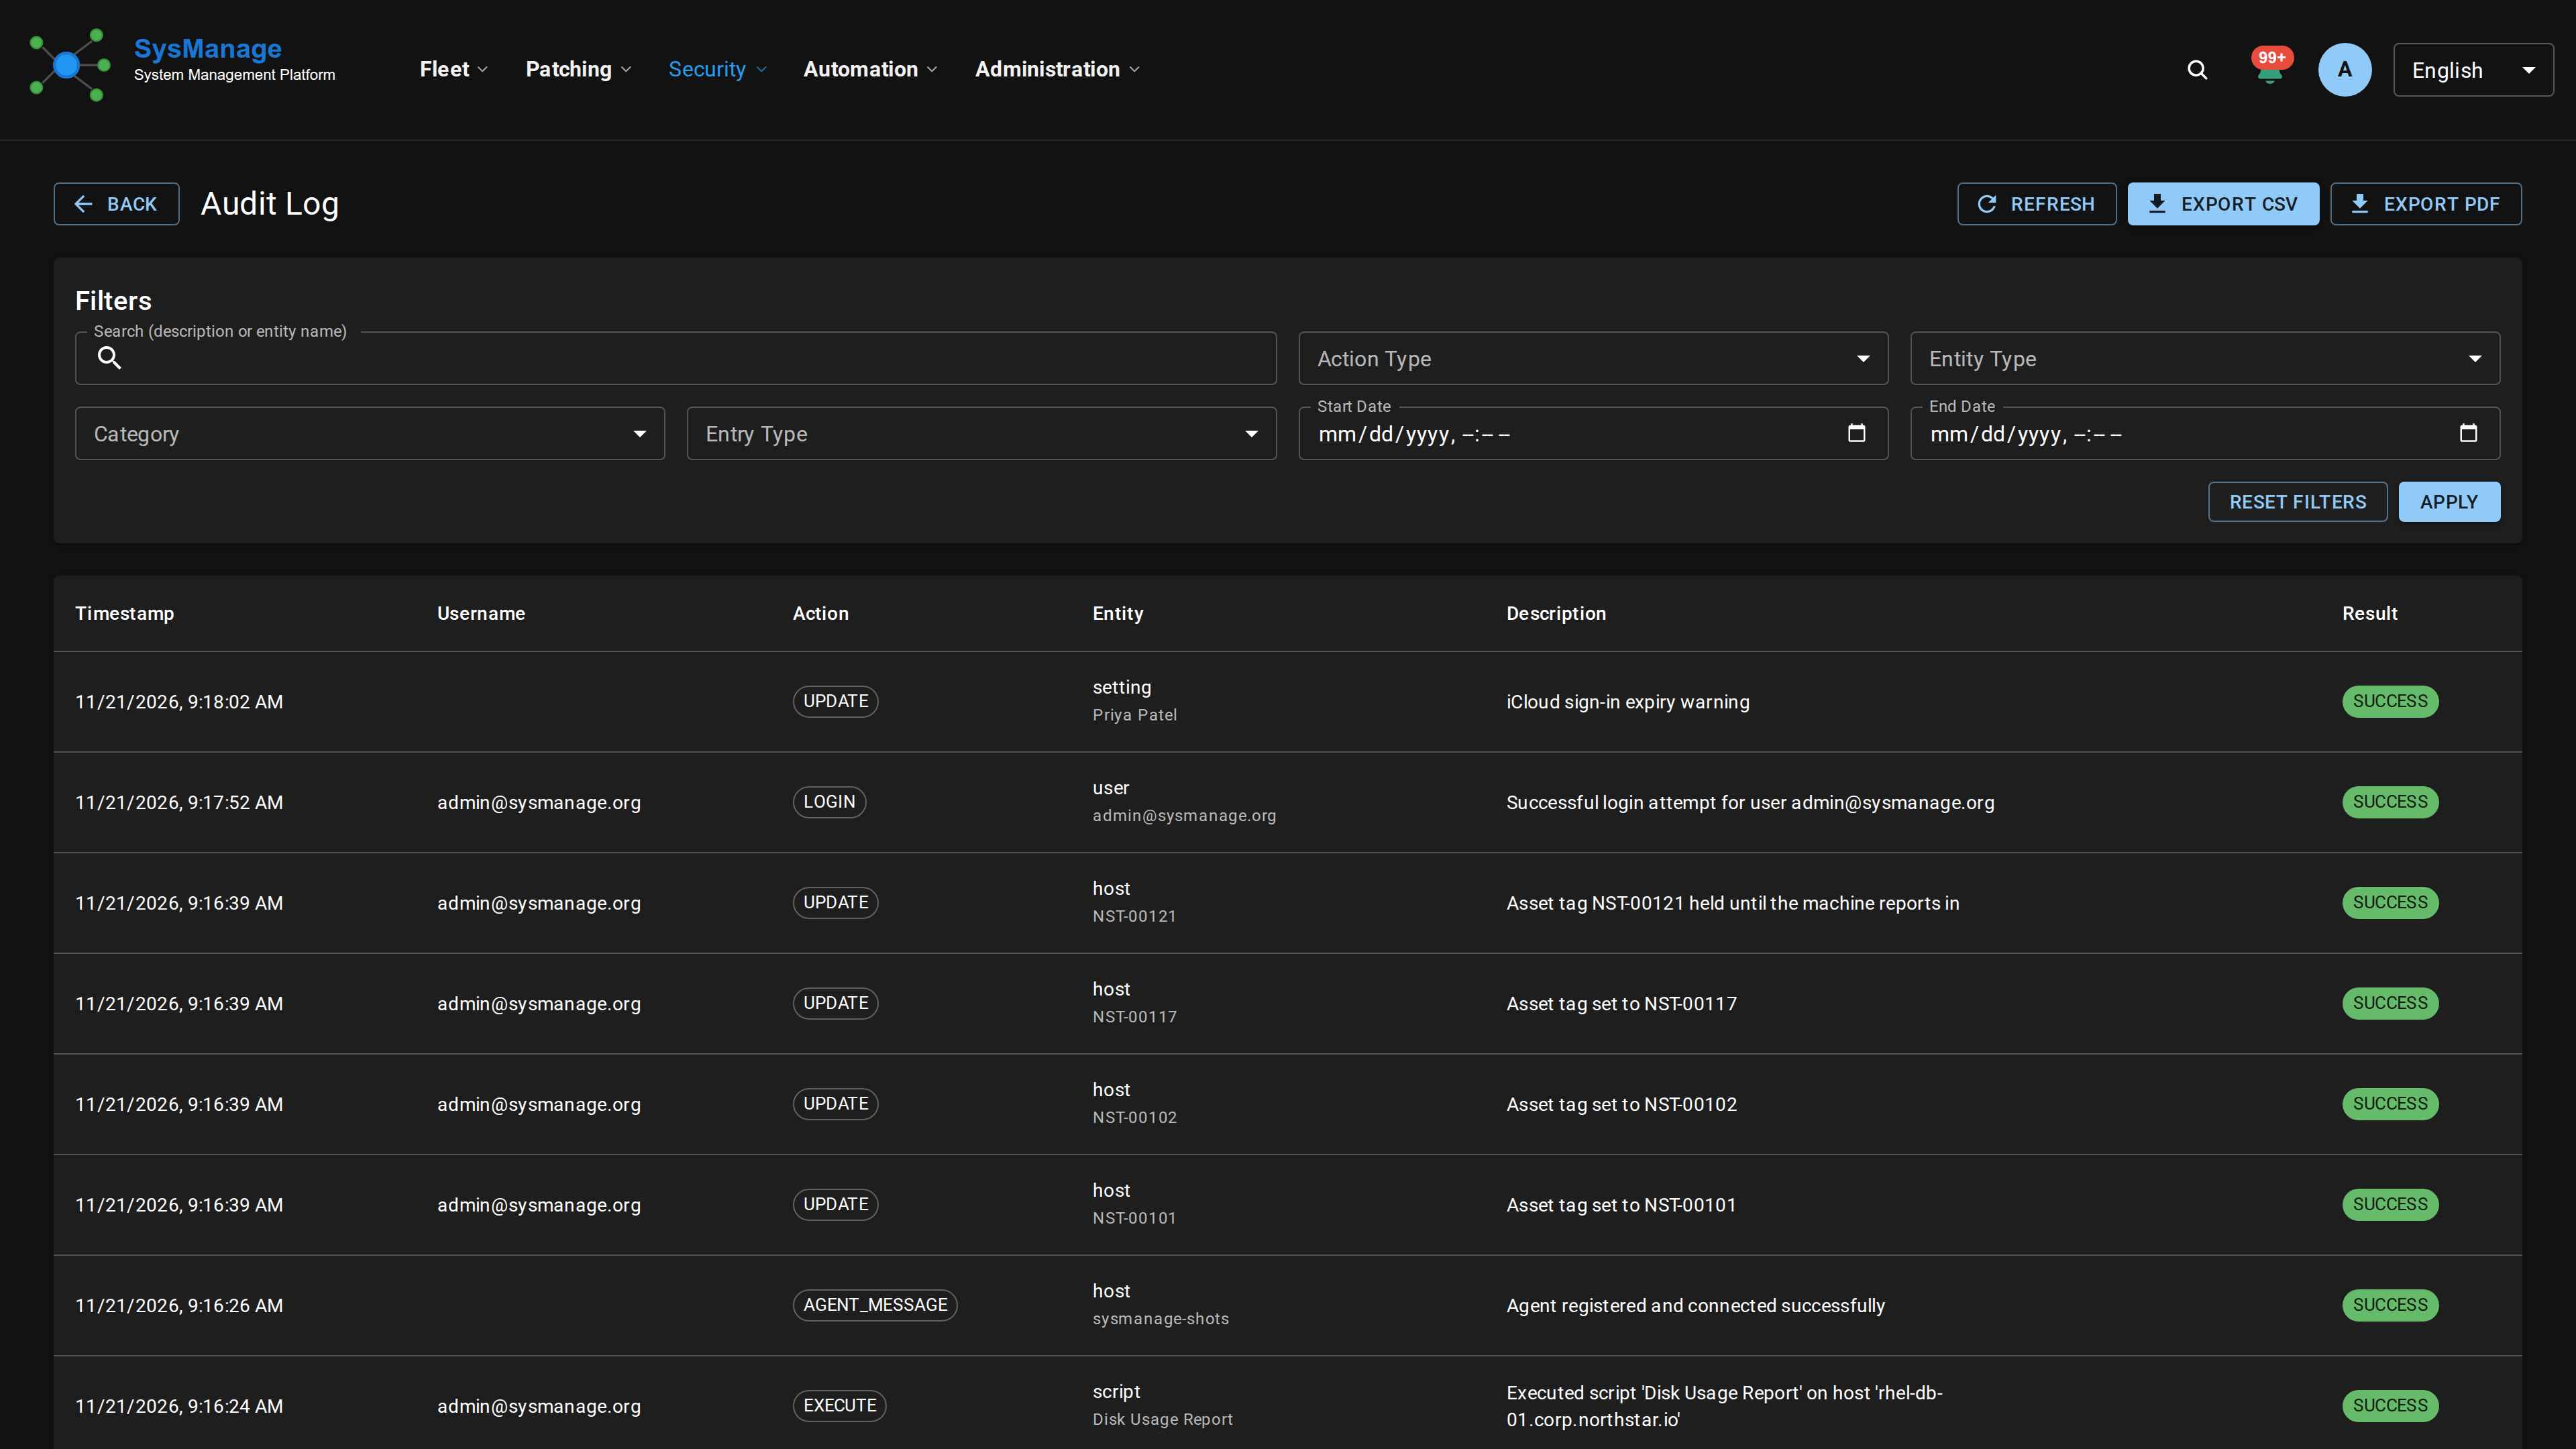 SysManage
System Management Platform
Fleet
Patching
Security
Automation
Administration
99+
A
English
BACK
Audit Log
REFRESH
EXPORT CSV
EXPORT PDF
Filters
Search (description or entity name)
Action Type
Entity Type
Category
Entry Type
Start Date
mm/dd/yyyy, --:-- --
End Date
mm/dd/yyyy, --:-- --
RESET FILTERS
APPLY
Timestamp Username Action Entity Description Result
11/21/2026, 9:18:02 AM UPDATE setting iCloud sign-in expiry warning SUCCESS
Priya Patel
11/21/2026, 9:17:52 AM admin@sysmanage.org LOGIN user Successful login attempt for user admin@sysmanage.org SUCCESS
admin@sysmanage.org
11/21/2026, 9:16:39 AM admin@sysmanage.org UPDATE host Asset tag NST-00121 held until the machine reports in SUCCESS
NST-00121
11/21/2026, 9:16:39 AM admin@sysmanage.org UPDATE host Asset tag set to NST-00117 SUCCESS
NST-00117
11/21/2026, 9:16:39 AM admin@sysmanage.org UPDATE host Asset tag set to NST-00102 SUCCESS
NST-00102
11/21/2026, 9:16:39 AM admin@sysmanage.org UPDATE host Asset tag set to NST-00101 SUCCESS
NST-00101
11/21/2026, 9:16:26 AM AGENT_MESSAGE host Agent registered and connected successfully SUCCESS
sysmanage-shots
11/21/2026, 9:16:24 AM admin@sysmanage.org EXECUTE script Executed script 'Disk Usage Report' on host 'rhel-db- SUCCESS
Disk Usage Report 01.corp.northstar.io'